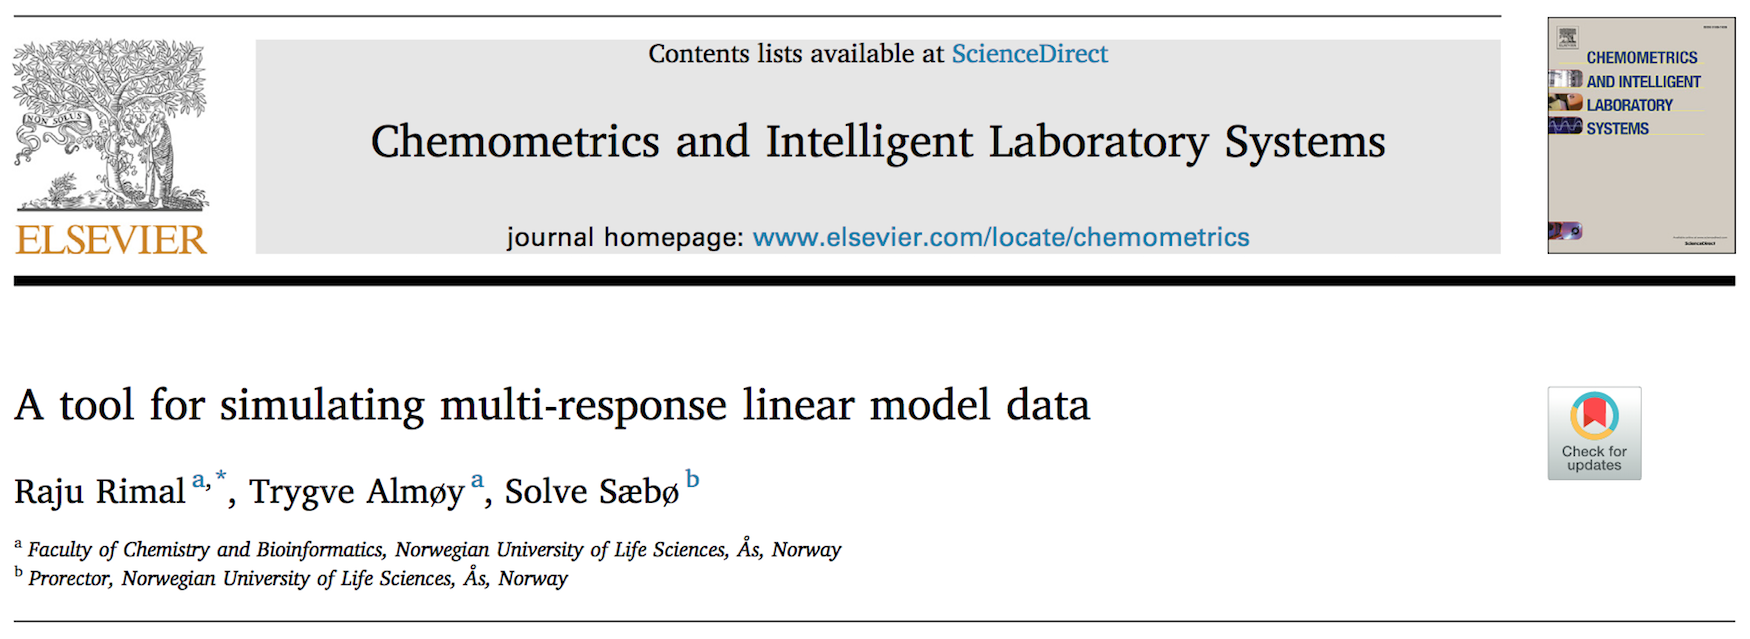 Contents lists available at ScienceDirect
Chemometrics and Intelligent Laboratory Systems
journal homepage: www.elsevier.com/locate/chemometrics
NON SOLUS
ELSEVIER
CHEMOMETRICS
AND INTELLIGENT
LABORATORY
SYSTEMS
ScienceDirect
A tool for simulating multi-response linear model data
Check for
updates
Raju Rimal a,*, Trygve Almøy a, Solve Sæbø b
a Faculty of Chemistry and Bioinformatics, Norwegian University of Life Sciences, Ås, Norway
b Prorector, Norwegian University of Life Sciences, Ås, Norway